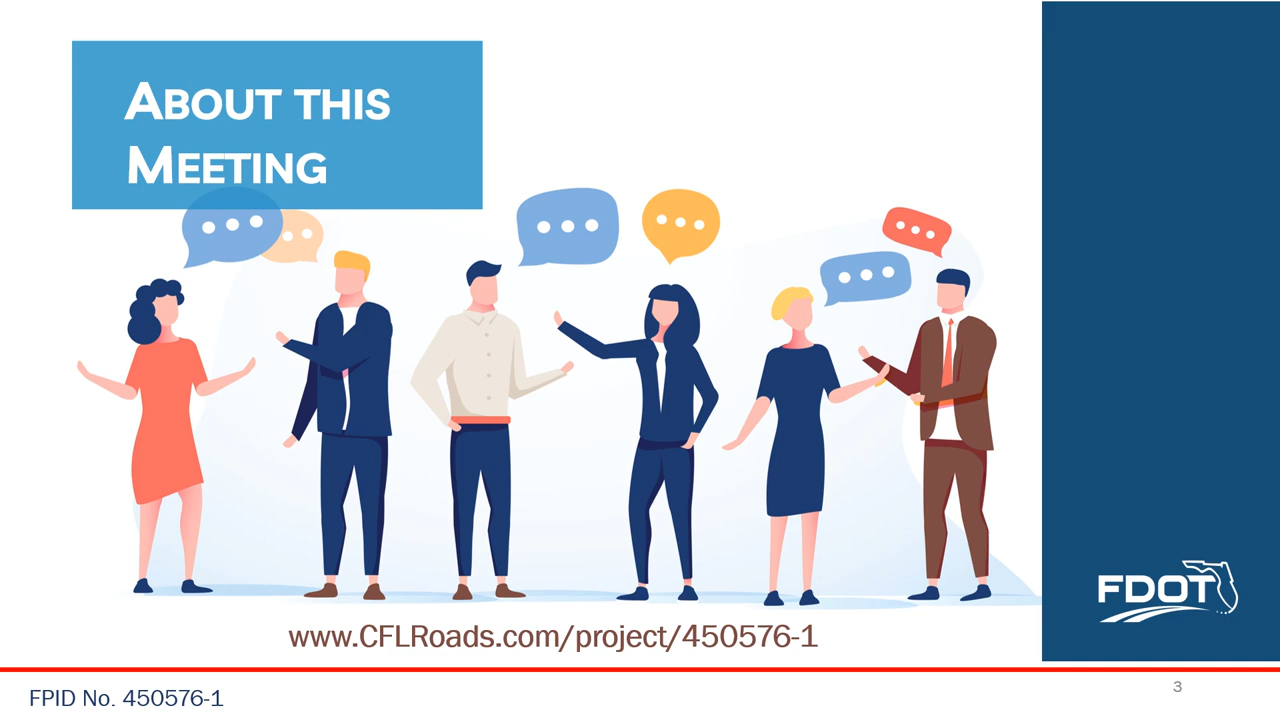 ABOUT THIS
MEETING
www.CFLRoads.com/project/450576-1
FDOT
FPID No. 450576-1
3